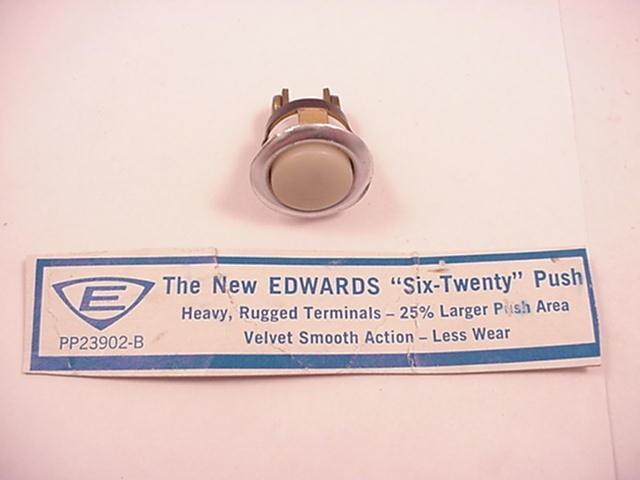 The New EDWARDS "Six-Twenty" Push
Heavy, Rugged Terminals – 25% Larger Push Area
Velvet Smooth Action – Less Wear
E
PP23902-B